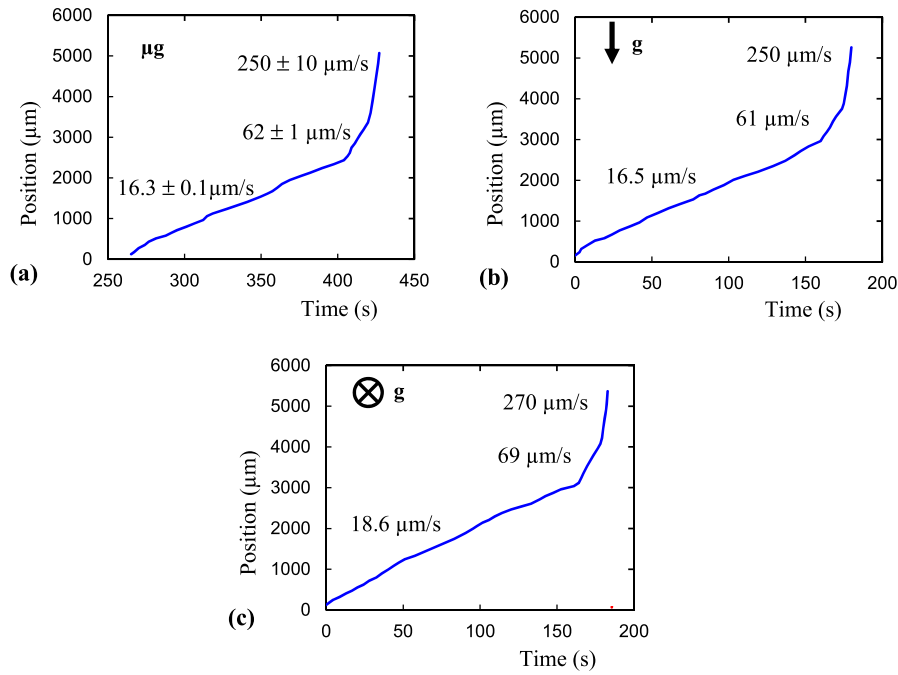 6000
5000
4000
3000
2000
1000
0
Position (µm)
µg
250 ± 10 µm/s
62 ± 1 µm/s
16.3 ± 0.1µm/s
250 300 350 400 450
Time (s)
(a)
6000
5000
4000
3000
2000
1000
0
Position (µm)
g
250 µm/s
61 µm/s
16.5 µm/s
0 50 100 150 200
Time (s)
(b)
6000
5000
4000
3000
2000
1000
0
Position (µm)
g
270 µm/s
69 µm/s
18.6 µm/s
0 50 100 150 200
Time (s)
(c)